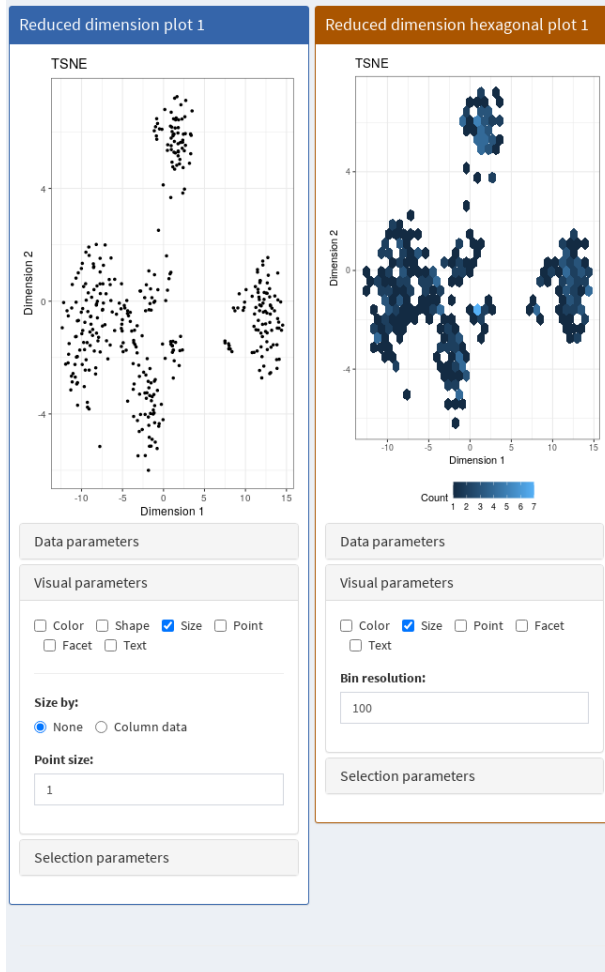 Reduced dimension plot 1
TSNE
4
0
-4
Dimension 2
-10 -5 0 5 10 15
Dimension 1
Data parameters
Visual parameters
Color Shape Size Point
Facet Text
Size by:
None Column data
Point size:
1
Selection parameters
Reduced dimension hexagonal plot 1
TSNE
4
0
-4
Dimension 2
-10 -5 0 5 10 15
Dimension 1
Count
1 2 3 4 5 6 7
Data parameters
Visual parameters
Color Size Point Facet
Text
Bin resolution:
100
Selection parameters